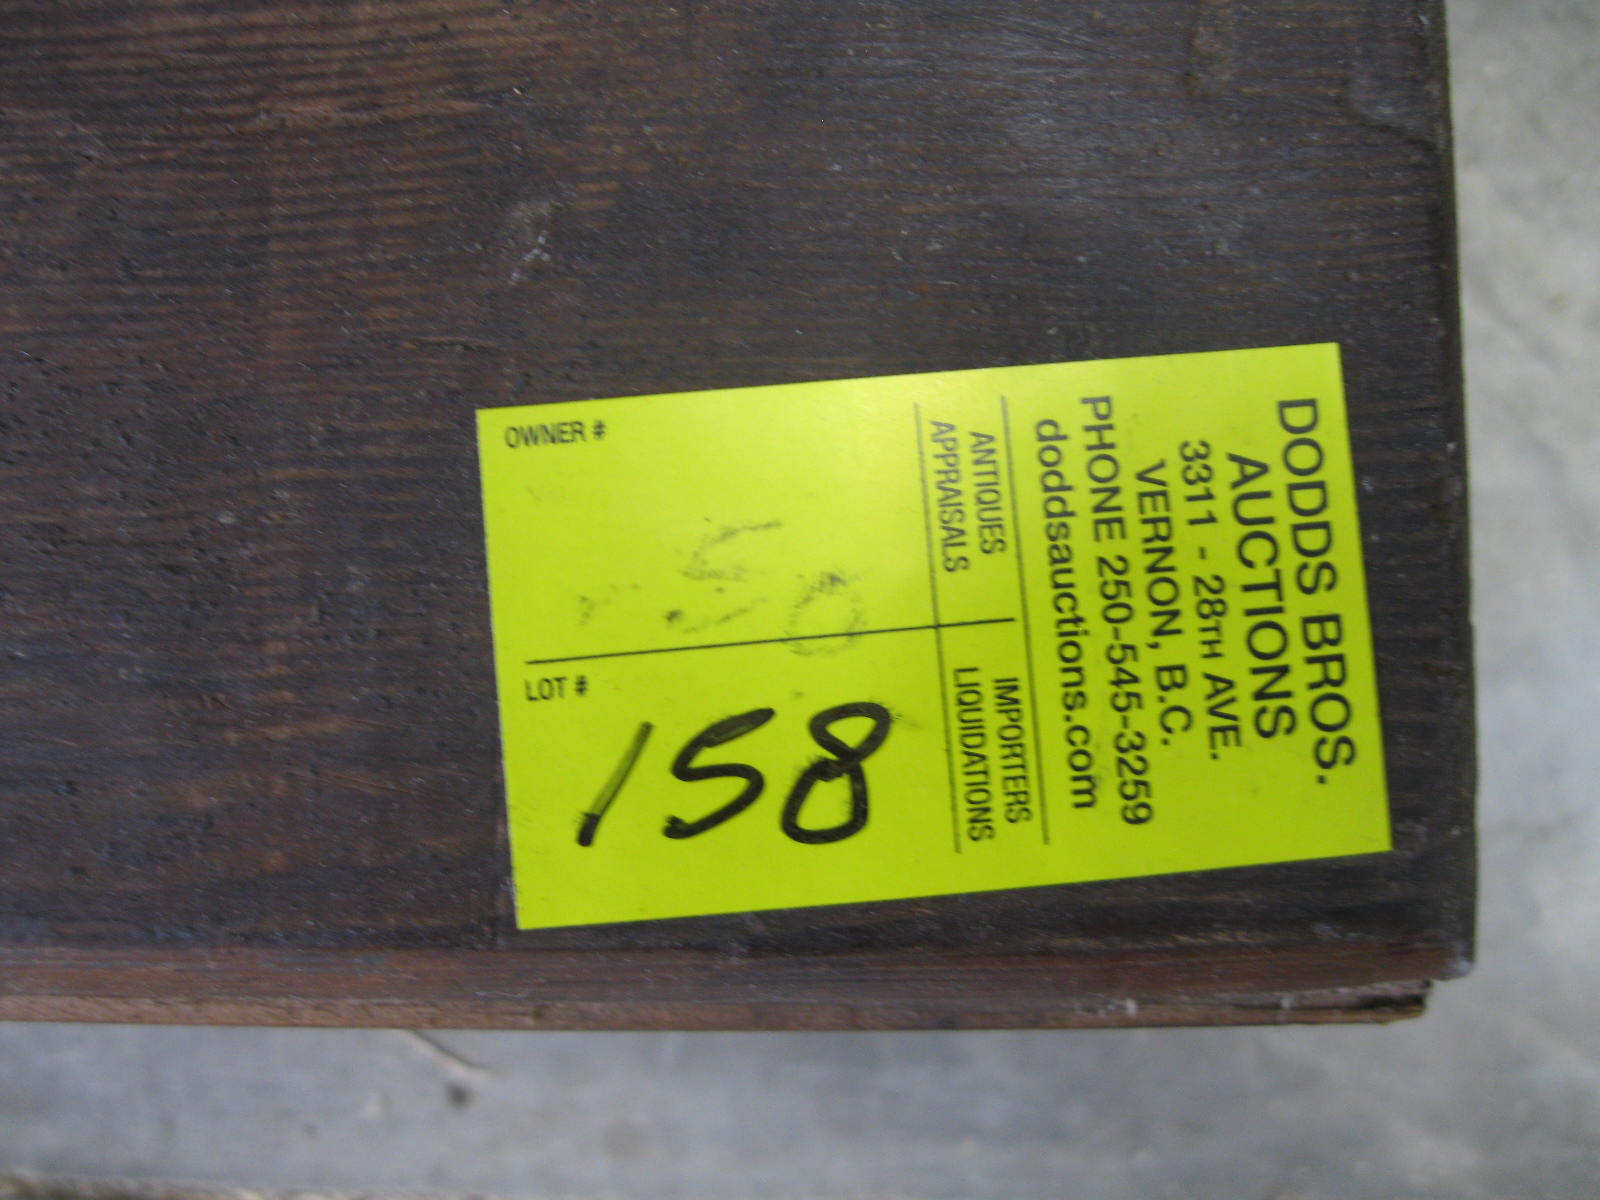 DODDS BROS.
AUCTIONS
3311 - 28TH AVE.
VERNON, B.C.
PHONE 250-545-3259
doddsauctions.com
ANTIQUES IMPORTERS
APPRAISALS LIQUIDATIONS
OWNER #
LOT #
158